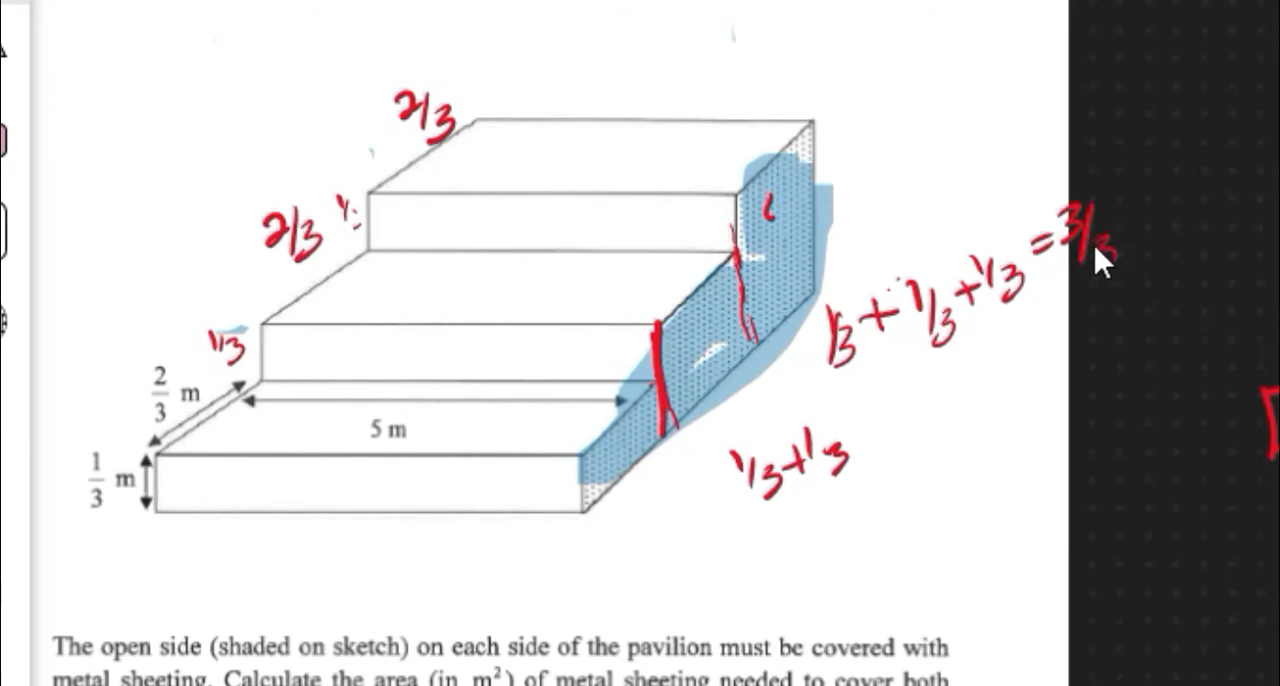 2/3
2/3
1/3
2/3 m
5 m
1/3 m
1/3 + 1/3 + 1/3 = 3/3
1/3 + 1/3
The open side (shaded on sketch) on each side of the pavilion must be covered with
metal sheeting. Calculate the area (in m²) of metal sheeting needed to cover both